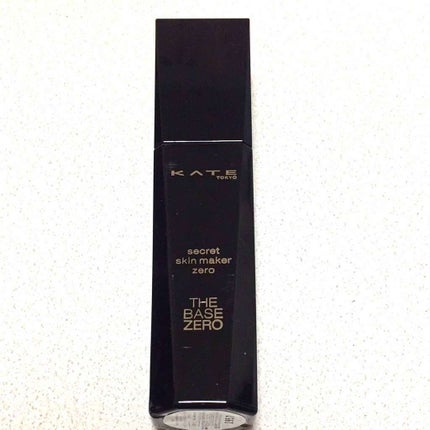 KATE
TOKYO
secret
skin maker
zero
THE
BASE
ZERO